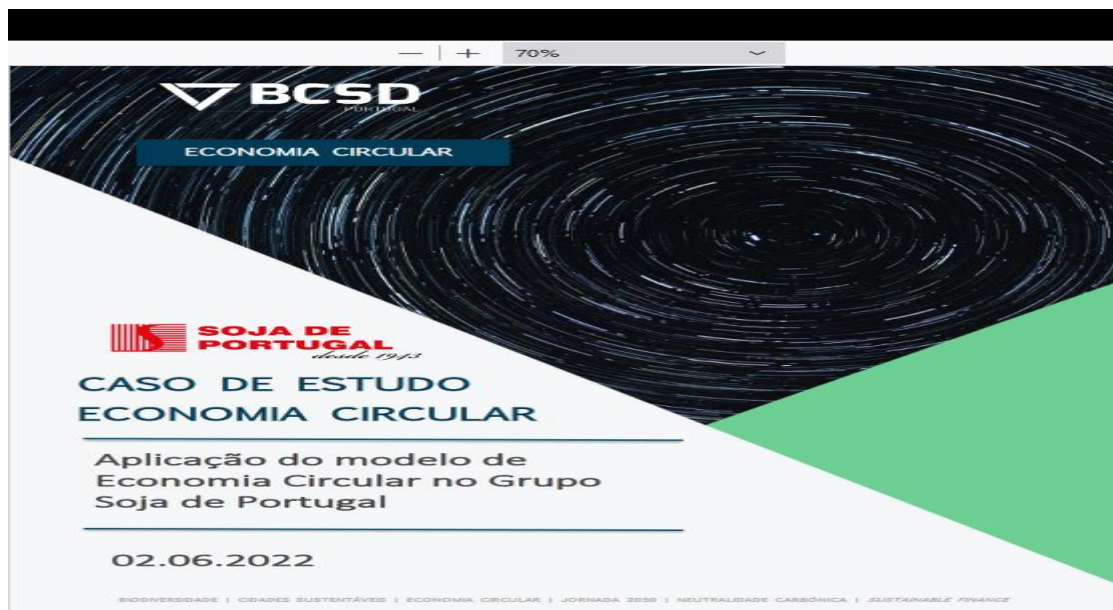 70%
BCSD
PORTUGAL
ECONOMIA CIRCULAR
SOJA DE
PORTUGAL
desde 1943
CASO DE ESTUDO
ECONOMIA CIRCULAR
Aplicação do modelo de
Economia Circular no Grupo
Soja de Portugal
02.06.2022
BIODIVERSIDADE | CIDADES SUSTENTÁVEIS | ECONOMIA CIRCULAR | JORNADA 2030 | NEUTRALIDADE CARBÓNICA | SUSTAINABLE FINANCE